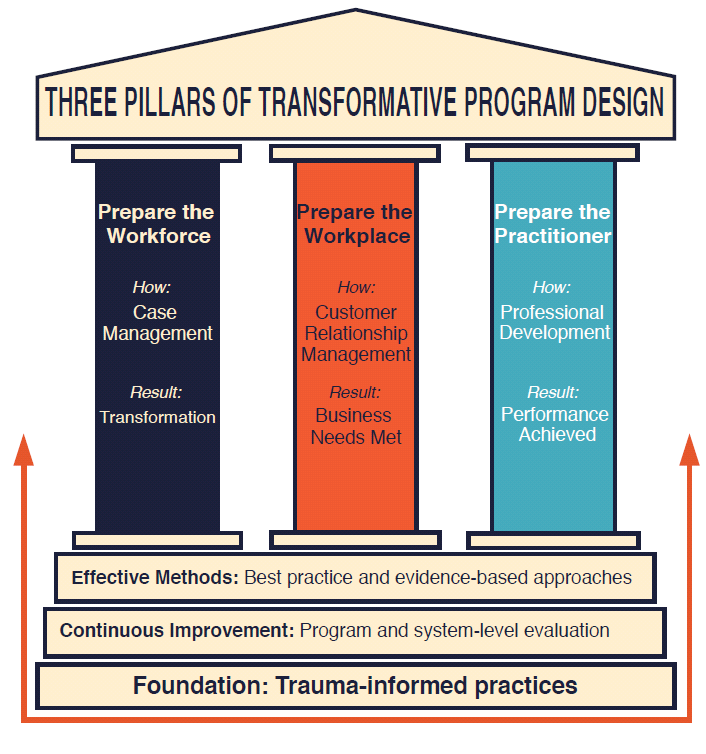 THREE PILLARS OF TRANSFORMATIVE PROGRAM DESIGN
Prepare the
Workforce
How:
Case
Management
Result:
Transformation
Prepare the
Workplace
How:
Customer
Relationship
Management
Result:
Business
Needs Met
Prepare the
Practitioner
How:
Professional
Development
Result:
Performance
Achieved
Effective Methods: Best practice and evidence-based approaches
Continuous Improvement: Program and system-level evaluation
Foundation: Trauma-informed practices